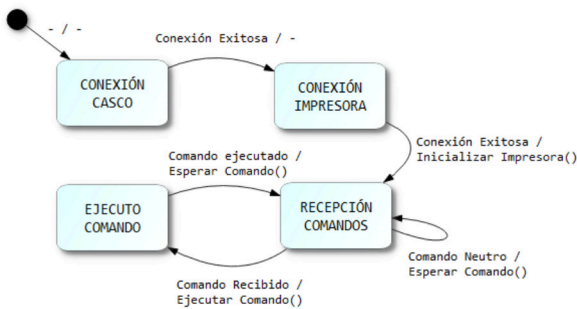 - / -
Conexión Exitosa / -
CONEXIÓN
CASCO
CONEXIÓN
IMPRESORA
Conexión Exitosa /
Inicializar Impresora()
Comando ejecutado /
Esperar Comando()
EJECUTO
COMANDO
RECEPCIÓN
COMANDOS
Comando Neutro /
Esperar Comando()
Comando Recibido /
Ejecutar Comando()